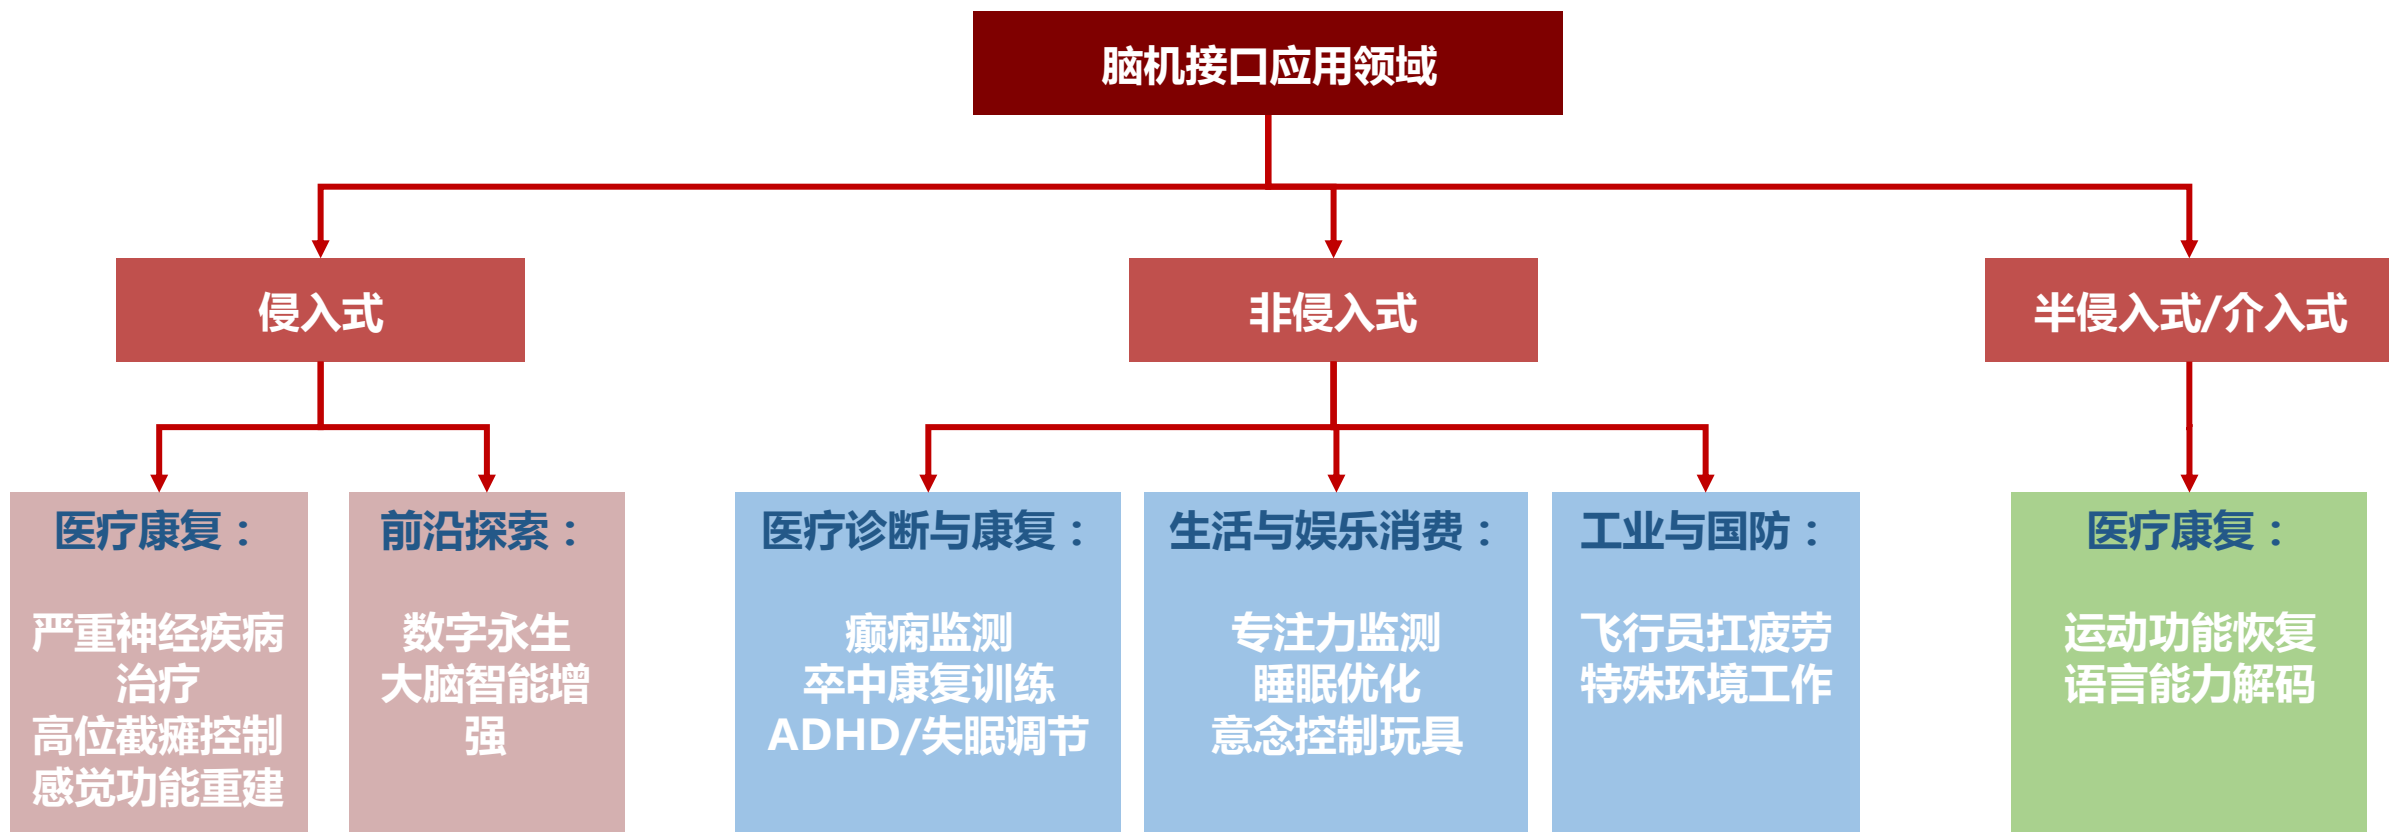 脑机接口应用领域
侵入式
非侵入式
半侵入式/介入式
医疗康复：
严重神经疾病
治疗
高位截瘫控制
感觉功能重建
前沿探索：
数字永生
大脑智能增
强
医疗诊断与康复：
癫痫监测
卒中康复训练
ADHD/失眠调节
生活与娱乐消费：
专注力监测
睡眠优化
意念控制玩具
工业与国防：
飞行员扛疲劳
特殊环境工作
医疗康复：
运动功能恢复
语言能力解码